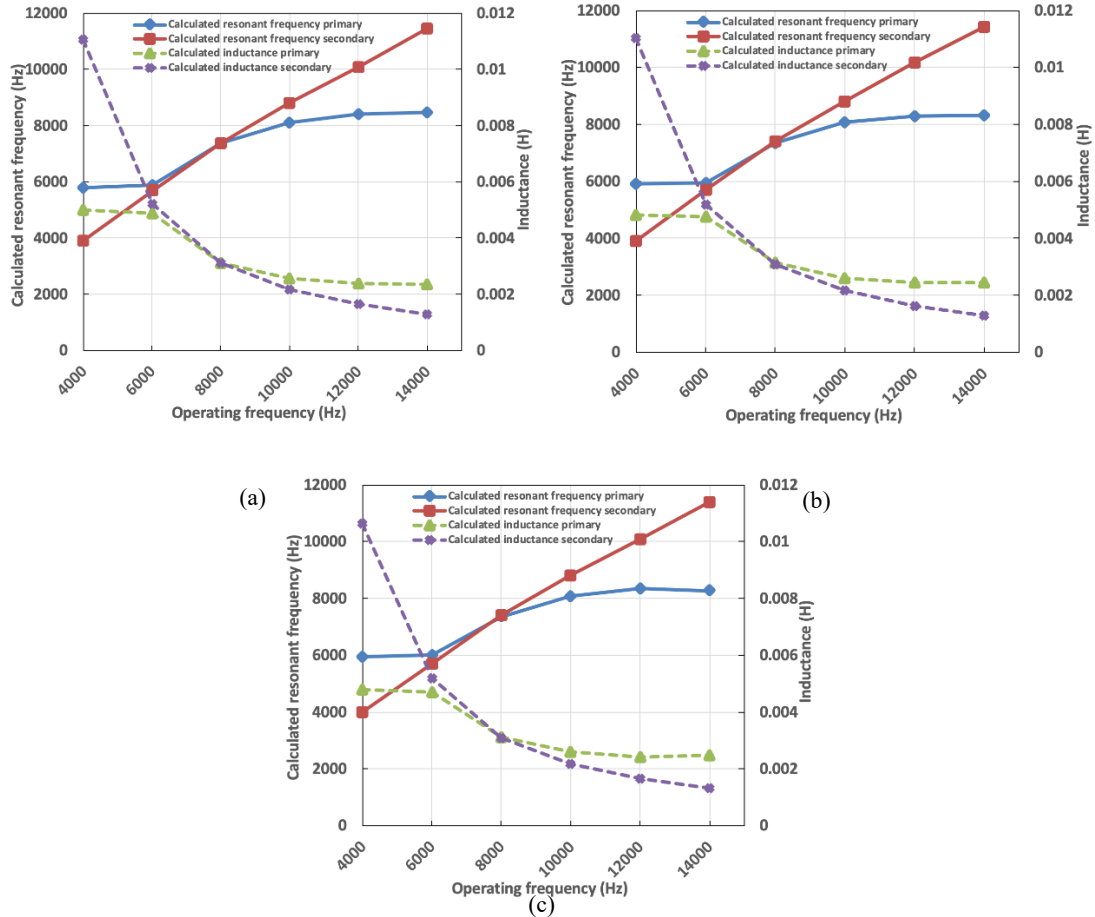 Calculated resonant frequency primary
Calculated resonant frequency secondary
Calculated inductance primary
Calculated inductance secondary
12000
10000
8000
6000
4000
2000
0
Calculated resonant frequency (Hz)
0.012
0.01
0.008
0.006
0.004
0.002
0
Inductance (H)
4000
6000
8000
10000
12000
14000
Operating frequency (Hz)
Calculated resonant frequency primary
Calculated resonant frequency secondary
Calculated inductance primary
Calculated inductance secondary
12000
10000
8000
6000
4000
2000
0
Calculated resonant frequency (Hz)
0.012
0.01
0.008
0.006
0.004
0.002
0
Inductance (H)
4000
6000
8000
10000
12000
14000
Operating frequency (Hz)
(a)
(b)
Calculated resonant frequency primary
Calculated resonant frequency secondary
Calculated inductance primary
Calculated inductance secondary
12000
10000
8000
6000
4000
2000
0
Calculated resonant frequency (Hz)
0.012
0.01
0.008
0.006
0.004
0.002
0
Inductance (H)
4000
6000
8000
10000
12000
14000
Operating frequency (Hz)
(c)